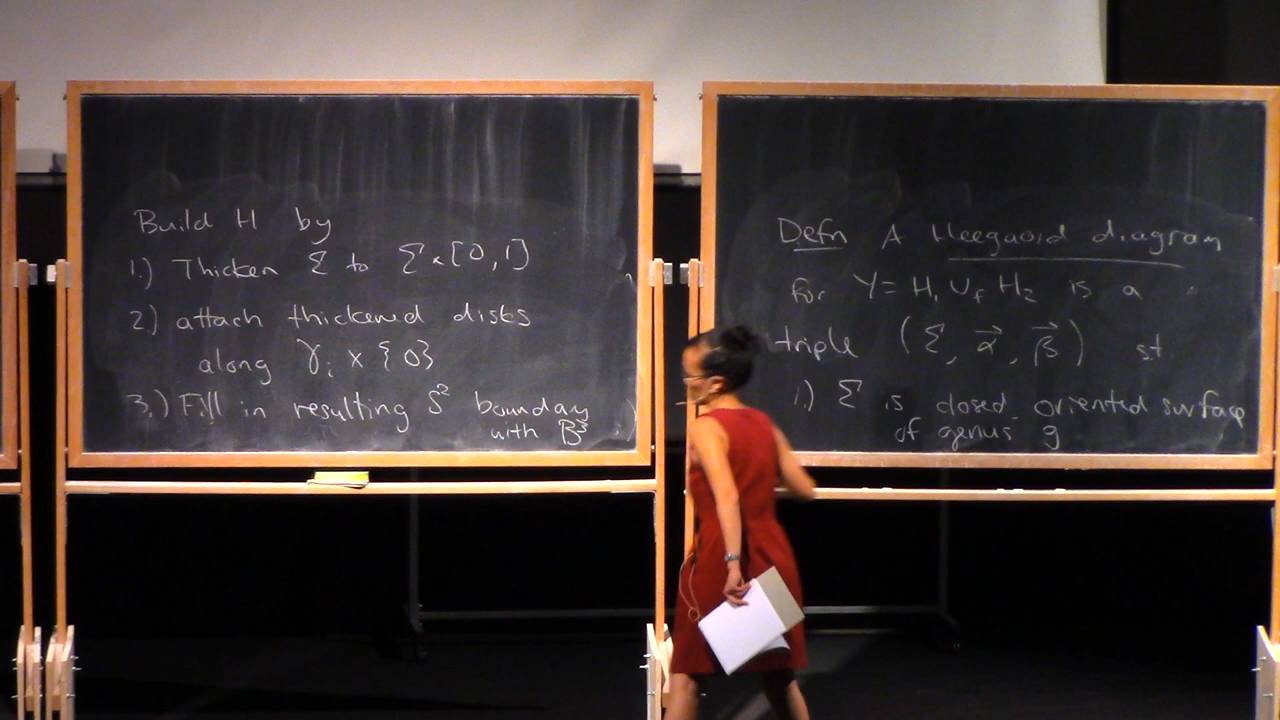 Build H by
1.) Thicken Σ to Σ×[0,1]
2.) attach thickened disks
along γᵢ × {0}
3.) Fill in resulting S² boundary
with B³
Defn A Heegaard diagram
for Y = H₁ ∪f H₂ is a
triple (Σ, α⃗, β⃗) st
1.) Σ is closed oriented surface
of genus g